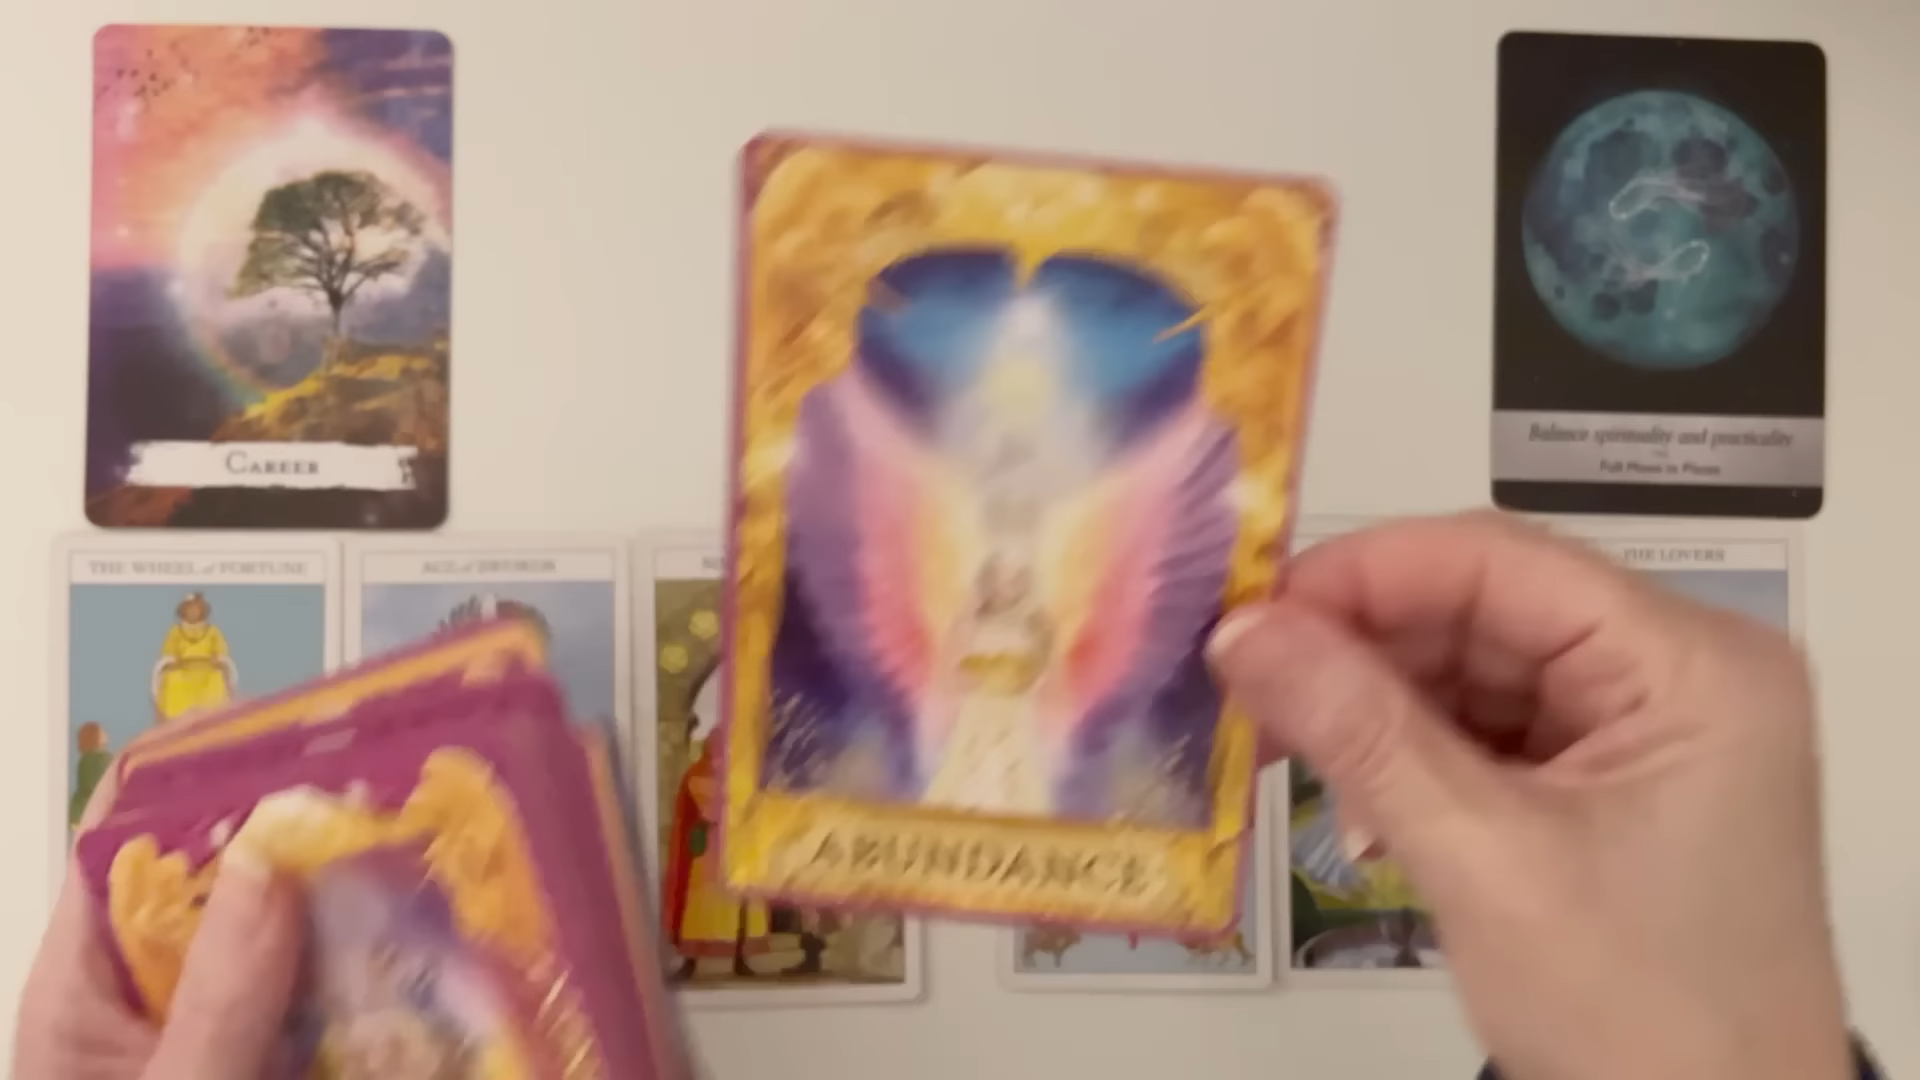 CAREER
Balance spirituality and practicality
Full Moon in Pisces
THE WHEEL of FORTUNE
ACE of SWORDS
THE LOVERS
ABUNDANCE